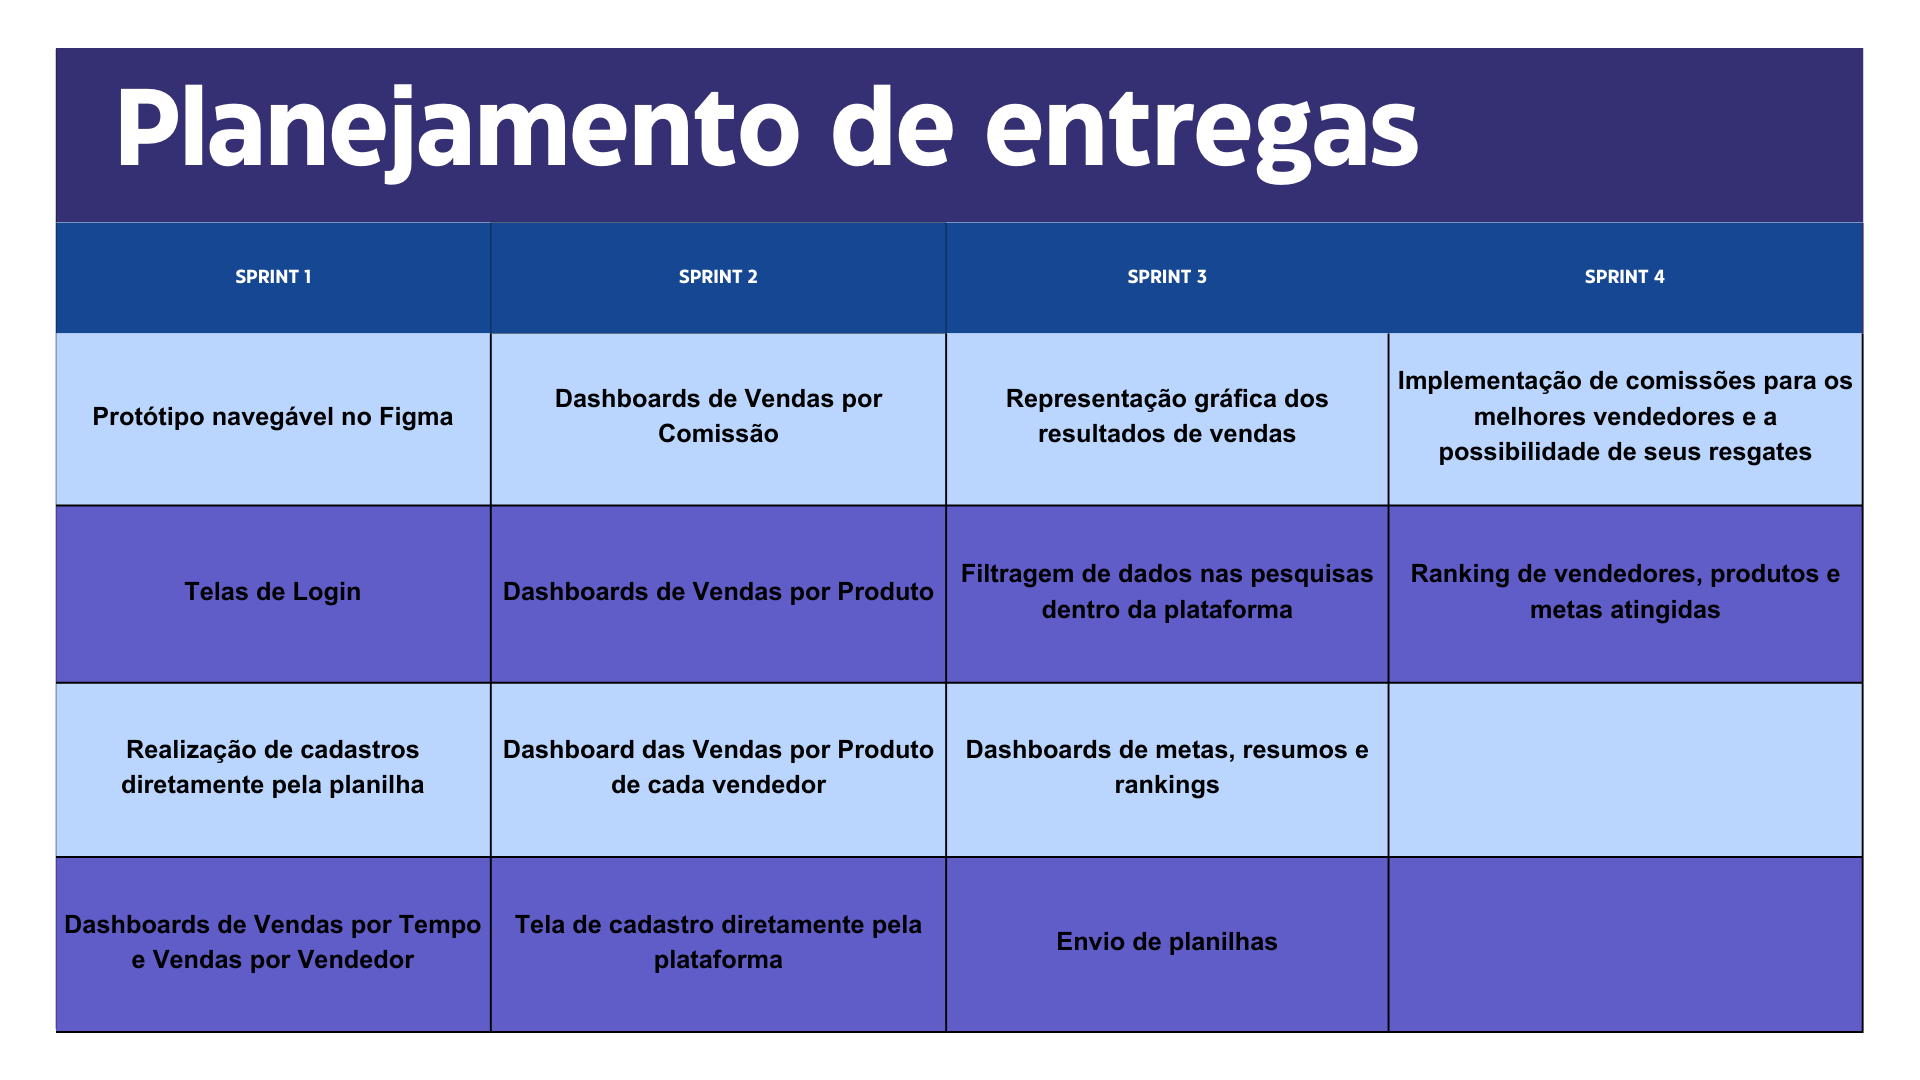 Planejamento de entregas
SPRINT 1
SPRINT 2
SPRINT 3
SPRINT 4
Protótipo navegável no Figma
Dashboards de Vendas por
Comissão
Representação gráfica dos
resultados de vendas
Implementação de comissões para os
melhores vendedores e a
possibilidade de seus resgates
Telas de Login
Dashboards de Vendas por Produto
Filtragem de dados nas pesquisas
dentro da plataforma
Ranking de vendedores, produtos e
metas atingidas
Realização de cadastros
diretamente pela planilha
Dashboard das Vendas por Produto
de cada vendedor
Dashboards de metas, resumos e
rankings
Dashboards de Vendas por Tempo
e Vendas por Vendedor
Tela de cadastro diretamente pela
plataforma
Envio de planilhas